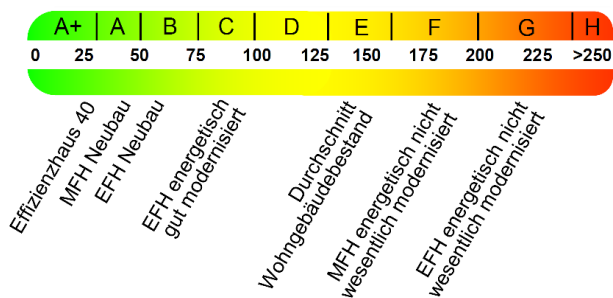 A+ A B C D E F G H
0 25 50 75 100 125 150 175 200 225 >250
Effizienzhaus 40
MFH Neubau
EFH Neubau
EFH energetisch
gut modernisiert
Durchschnitt
Wohngebäudebestand
MFH energetisch nicht
wesentlich modernisiert
EFH energetisch nicht
wesentlich modernisiert